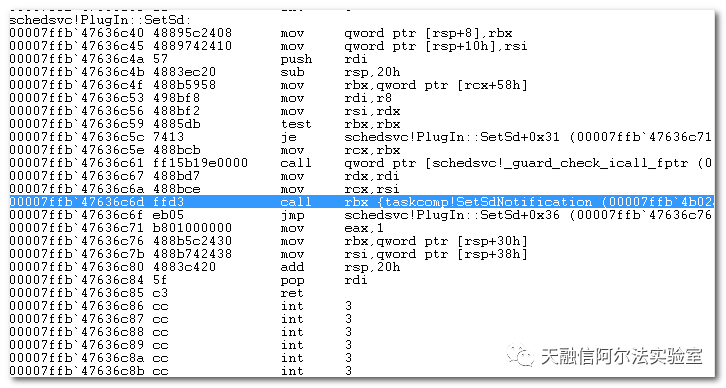 schedsvc!PlugIn::SetSd:
00007ffb`47636c40 48895c2408 mov qword ptr [rsp+8],rbx
00007ffb`47636c45 4889742410 mov qword ptr [rsp+10h],rsi
00007ffb`47636c4a 57 push rdi
00007ffb`47636c4b 4883ec20 sub rsp,20h
00007ffb`47636c4f 488b5958 mov rbx,qword ptr [rcx+58h]
00007ffb`47636c53 498bf8 mov rdi,r8
00007ffb`47636c56 488bf2 mov rsi,rdx
00007ffb`47636c59 4885db test rbx,rbx
00007ffb`47636c5c 7413 je schedsvc!PlugIn::SetSd+0x31 (00007ffb`47636c71
00007ffb`47636c5e 488bcb mov rcx,rbx
00007ffb`47636c61 ff15b19e0000 call qword ptr [schedsvc!_guard_check_icall_fptr (0
00007ffb`47636c67 488bd7 mov rdx,rdi
00007ffb`47636c6a 488bce mov rcx,rsi
00007ffb`47636c6d ffd3 call rbx {taskcomp!SetSdNotification (00007ffb`4b02
00007ffb`47636c6f eb05 jmp schedsvc!PlugIn::SetSd+0x36 (00007ffb`47636c76
00007ffb`47636c71 b801000000 mov eax,1
00007ffb`47636c76 488b5c2430 mov rbx,qword ptr [rsp+30h]
00007ffb`47636c7b 488b742438 mov rsi,qword ptr [rsp+38h]
00007ffb`47636c80 4883c420 add rsp,20h
00007ffb`47636c84 5f pop rdi
00007ffb`47636c85 c3 ret
00007ffb`47636c86 cc int 3
00007ffb`47636c87 cc int 3
00007ffb`47636c88 cc int 3
00007ffb`47636c89 cc int 3
00007ffb`47636c8a cc int 3
00007ffb`47636c8b cc int 3
天融信阿尔法实验室